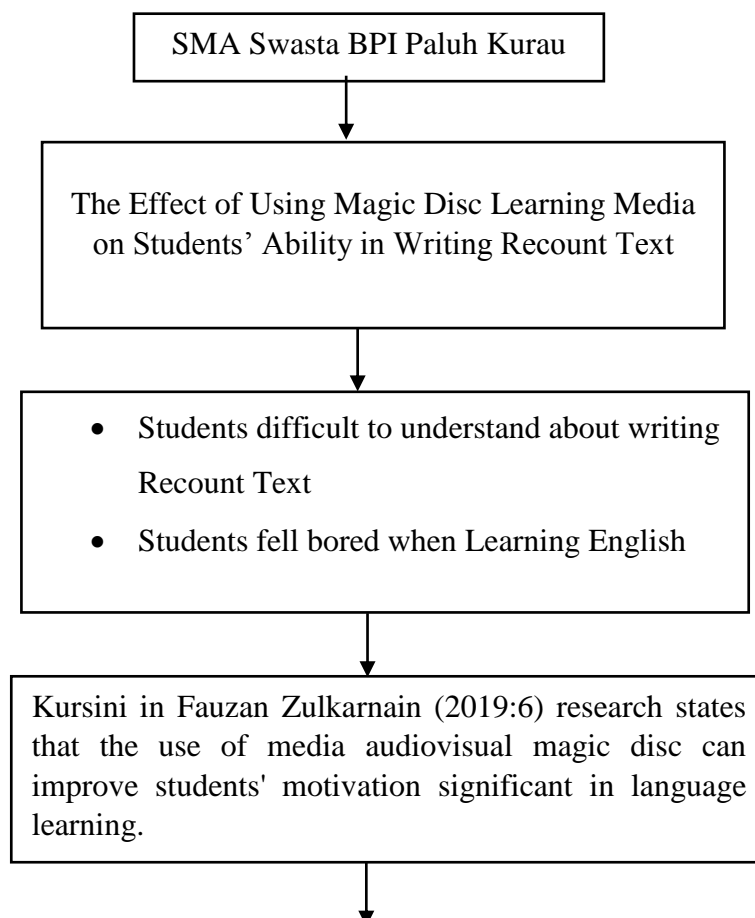 SMA Swasta BPI Paluh Kurau
The Effect of Using Magic Disc Learning Media
on Students’ Ability in Writing Recount Text
• Students difficult to understand about writing
Recount Text
• Students fell bored when Learning English
Kursini in Fauzan Zulkarnain (2019:6) research states
that the use of media audiovisual magic disc can
improve students' motivation significant in language
learning.